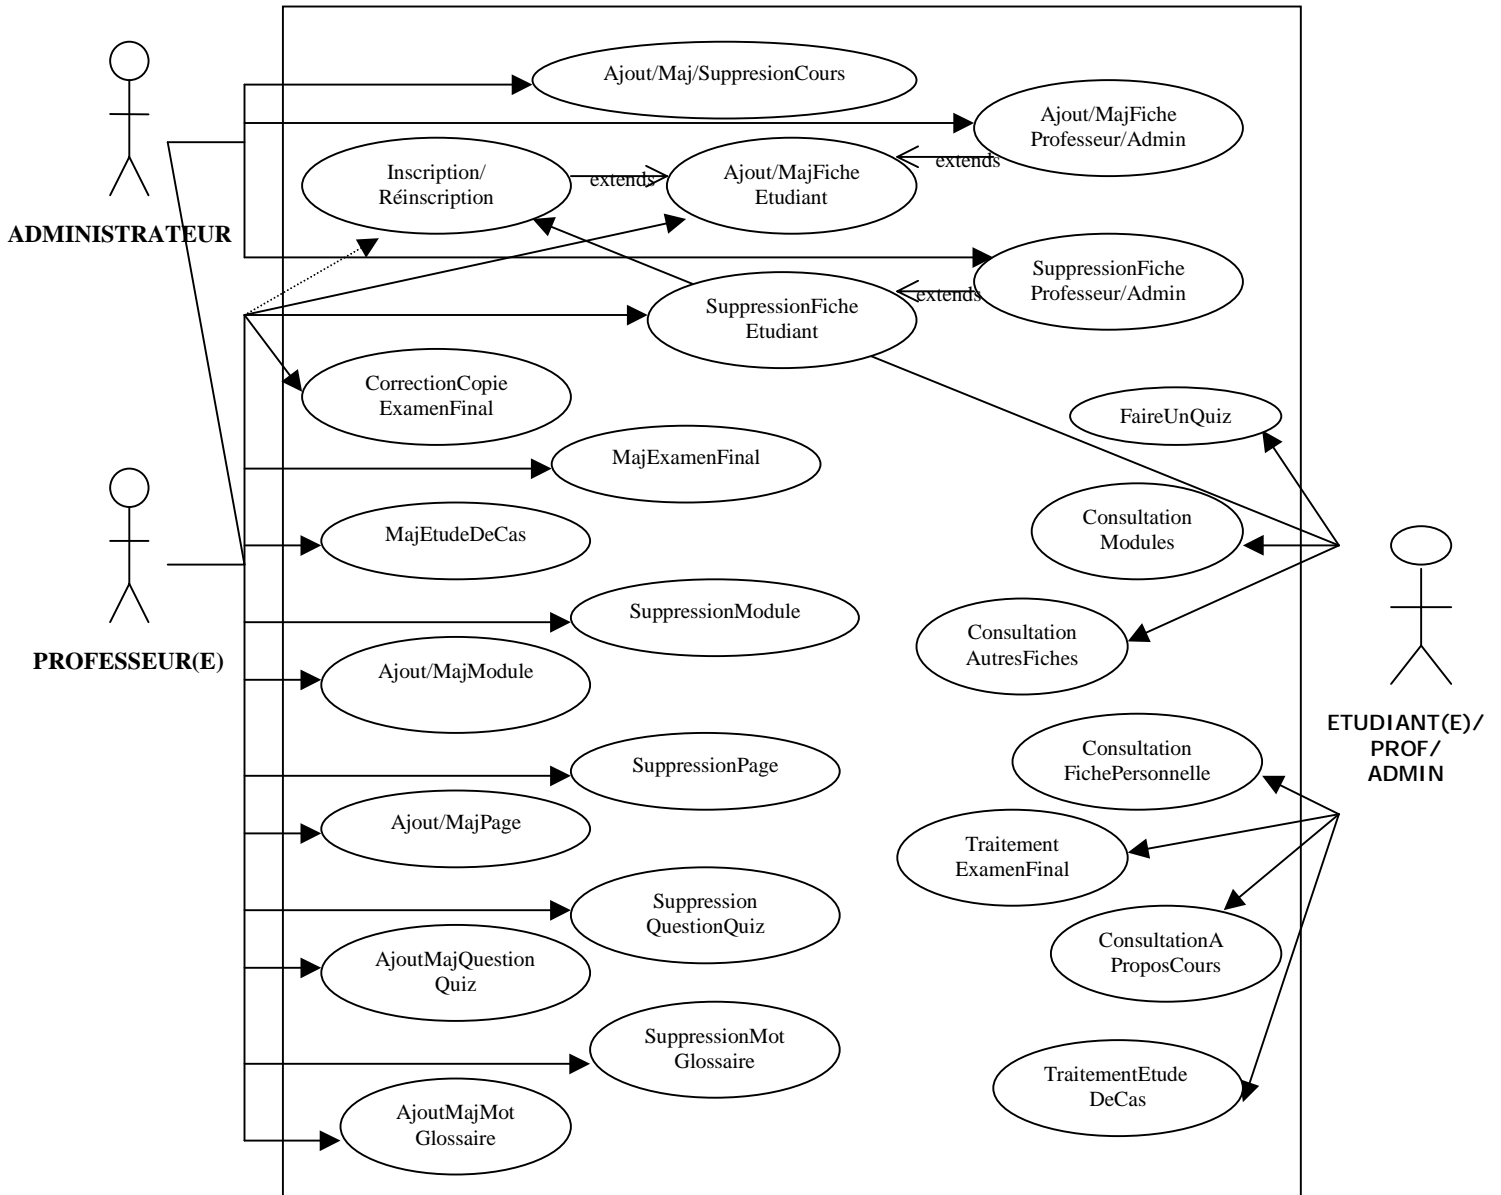 Ajout/Maj/SuppresionCours
Ajout/MajFiche
Professeur/Admin
Inscription/
Réinscription
extends
Ajout/MajFiche
Etudiant
extends
ADMINISTRATEUR
SuppressionFiche
Professeur/Admin
extends
SuppressionFiche
Etudiant
CorrectionCopie
ExamenFinal
FaireUnQuiz
MajExamenFinal
MajEtudeDeCas
Consultation
Modules
SuppressionModule
PROFESSEUR(E)
Ajout/MajModule
Consultation
AutresFiches
ETUDIANT(E)/
PROF/
ADMIN
SuppressionPage
Consultation
FichePersonnelle
Ajout/MajPage
Traitement
ExamenFinal
Suppression
QuestionQuiz
AjoutMajQuestion
Quiz
ConsultationA
ProposCours
SuppressionMot
Glossaire
TraitementEtude
DeCas
AjoutMajMot
Glossaire